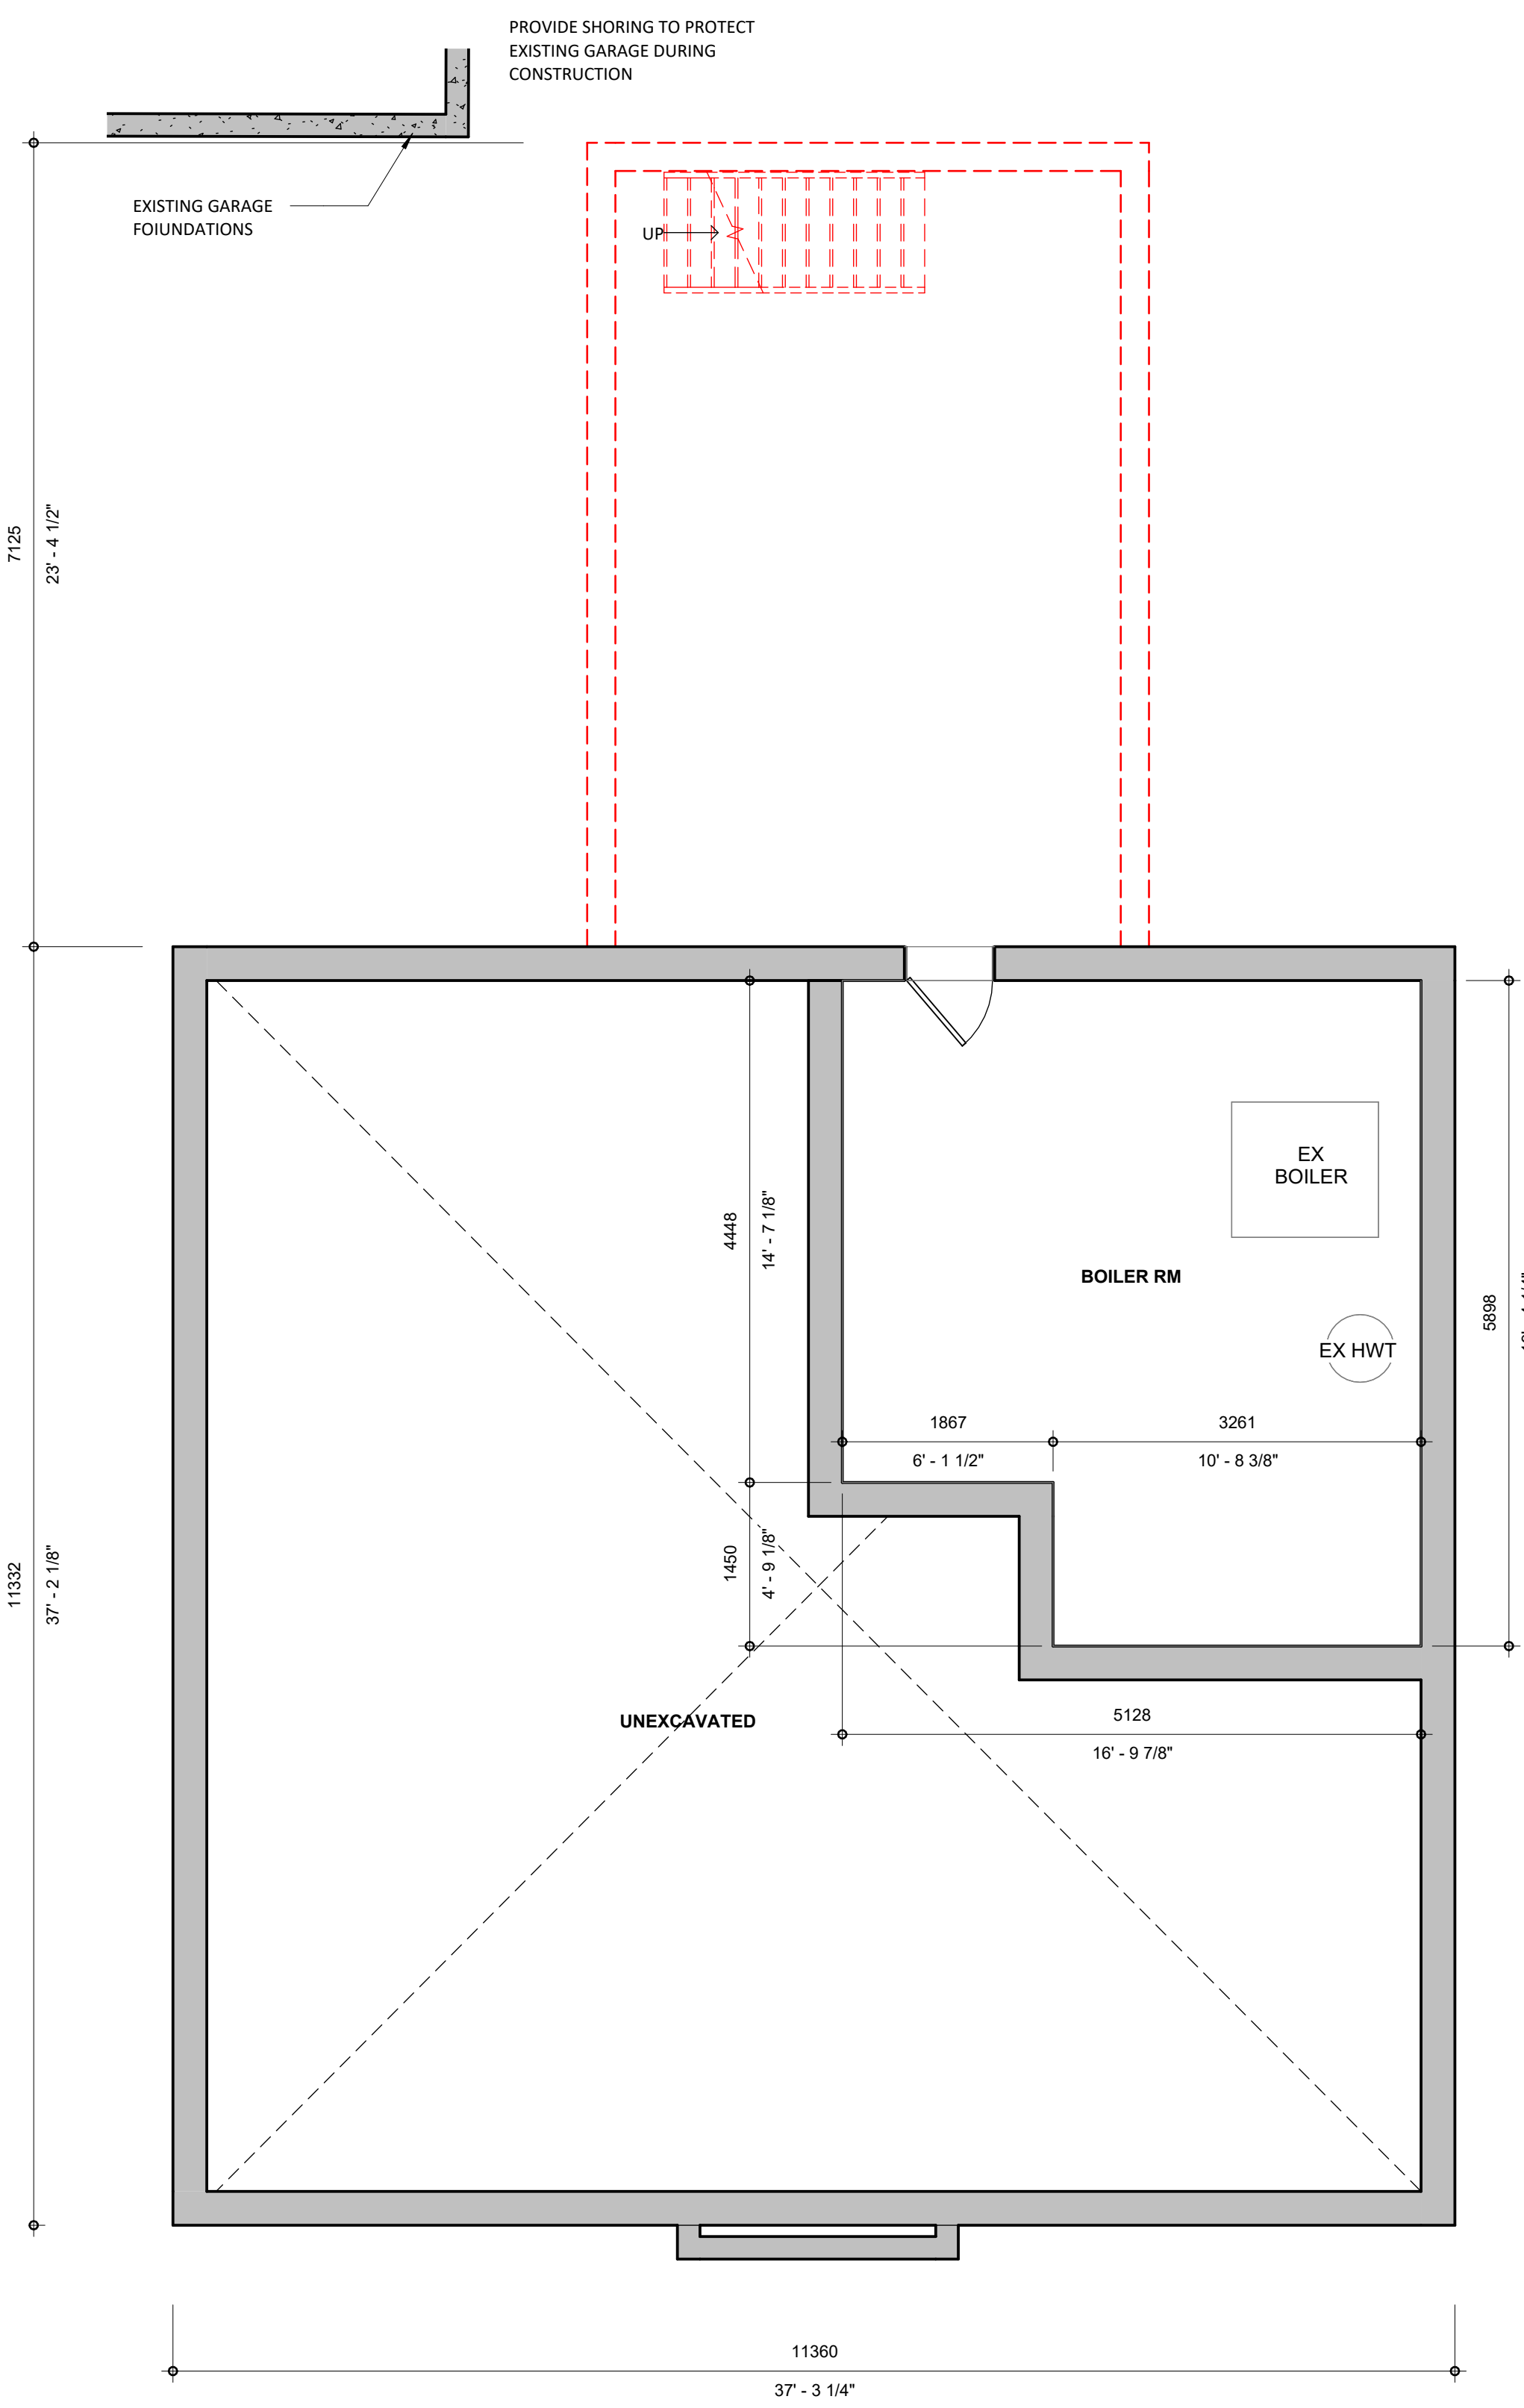 PROVIDE SHORING TO PROTECT
EXISTING GARAGE DURING
CONSTRUCTION
EXISTING GARAGE
FOIUNDATIONS
UP
7125
23' - 4 1/2"
4448
14' - 7 1/8"
EX
BOILER
BOILER RM
EX HWT
5898
1867
3261
6' - 1 1/2"
10' - 8 3/8"
1450
4' - 9 1/8"
11332
37' - 2 1/8"
UNEXCAVATED
5128
16' - 9 7/8"
11360
37' - 3 1/4"